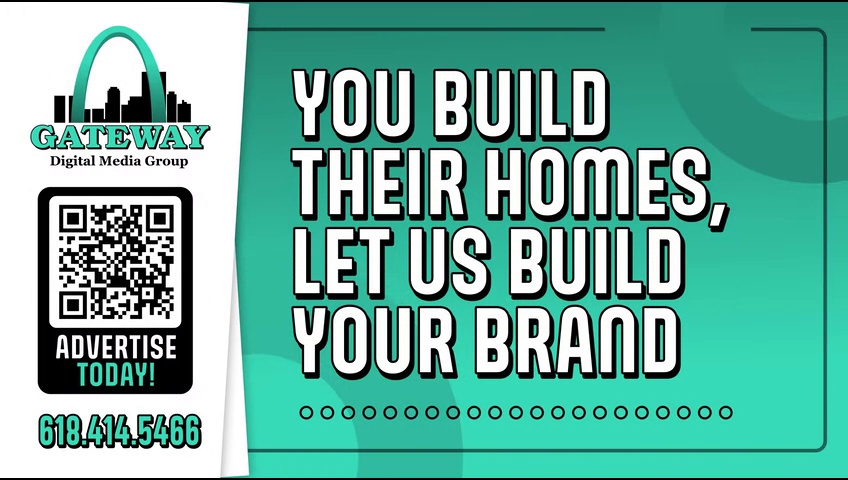 GATEWAY
Digital Media Group
ADVERTISE
TODAY!
618.414.5466
YOU BUILD
THEIR HOMES,
LET US BUILD
YOUR BRAND